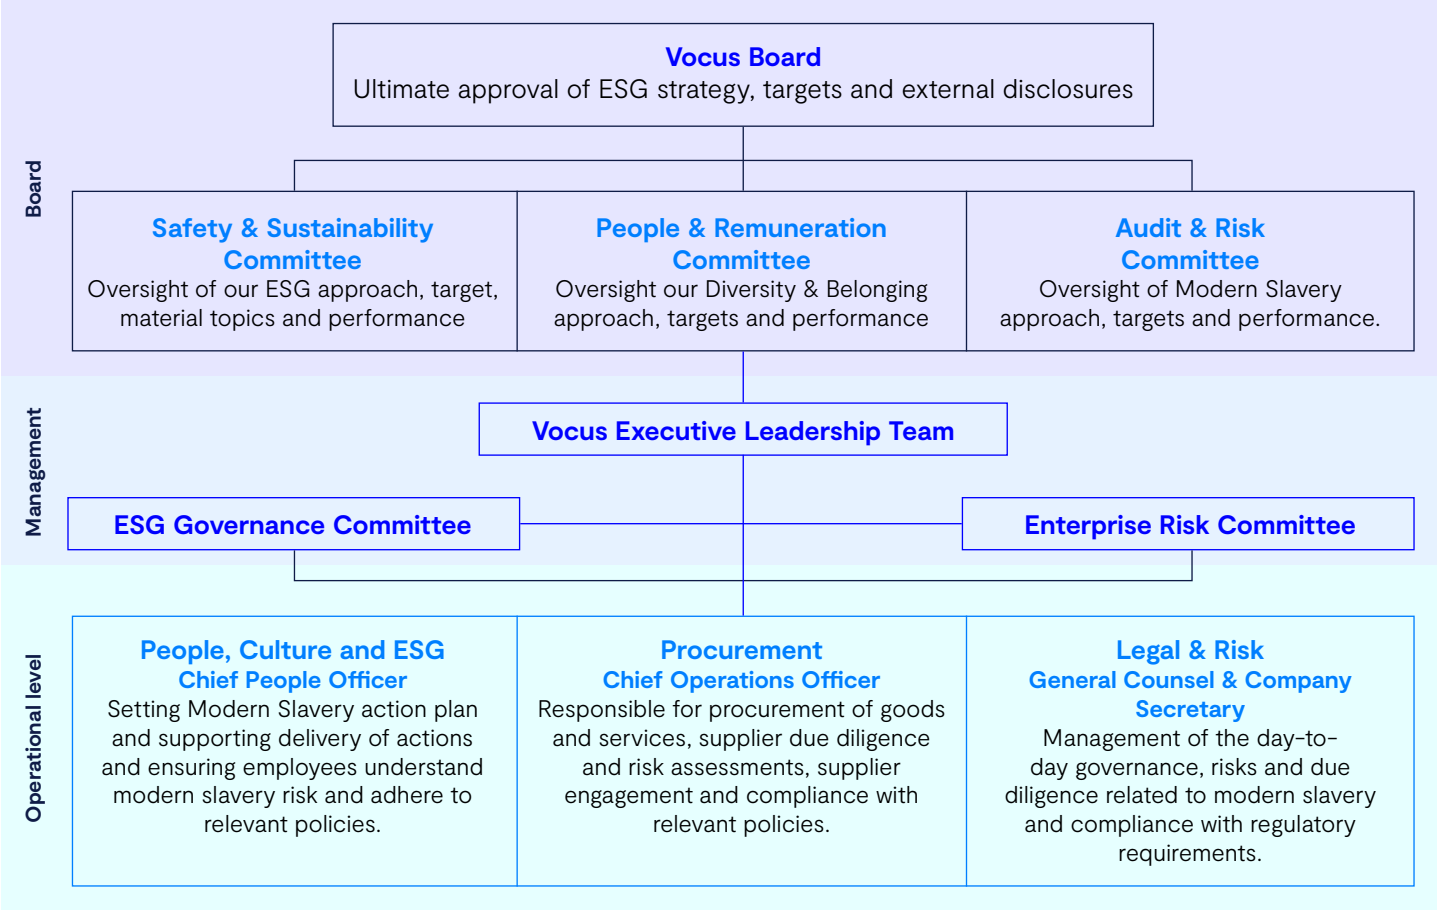 Vocus Board
Ultimate approval of ESG strategy, targets and external disclosures
Board
Safety & Sustainability
Committee
Oversight of our ESG approach, target,
material topics and performance
People & Remuneration
Committee
Oversight our Diversity & Belonging
approach, targets and performance
Audit & Risk
Committee
Oversight of Modern Slavery
approach, targets and performance.
Management
Vocus Executive Leadership Team
ESG Governance Committee
Enterprise Risk Committee
Operational level
People, Culture and ESG
Chief People Officer
Setting Modern Slavery action plan
and supporting delivery of actions
and ensuring employees understand
modern slavery risk and adhere to
relevant policies.
Procurement
Chief Operations Officer
Responsible for procurement of goods
and services, supplier due diligence
and risk assessments, supplier
engagement and compliance with
relevant policies.
Legal & Risk
General Counsel & Company
Secretary
Management of the day-to-
day governance, risks and due
diligence related to modern slavery
and compliance with regulatory
requirements.